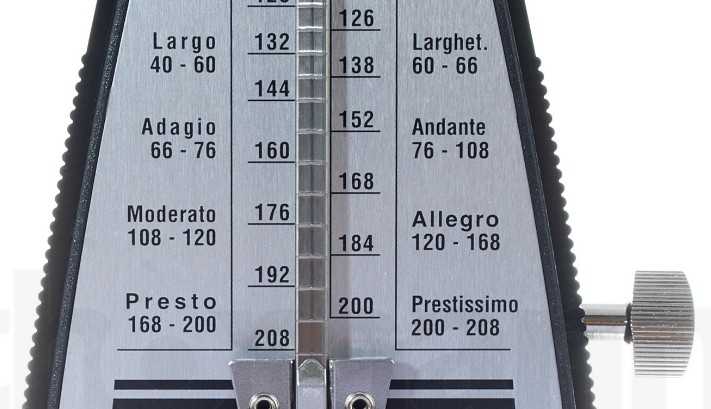 126
Largo
40 - 60
132
Larghet.
60 - 66
138
144
Adagio
66 - 76
152
Andante
76 - 108
160
168
Moderato
108 - 120
176
Allegro
120 - 168
184
192
Presto
168 - 200
200
Prestissimo
200 - 208
208